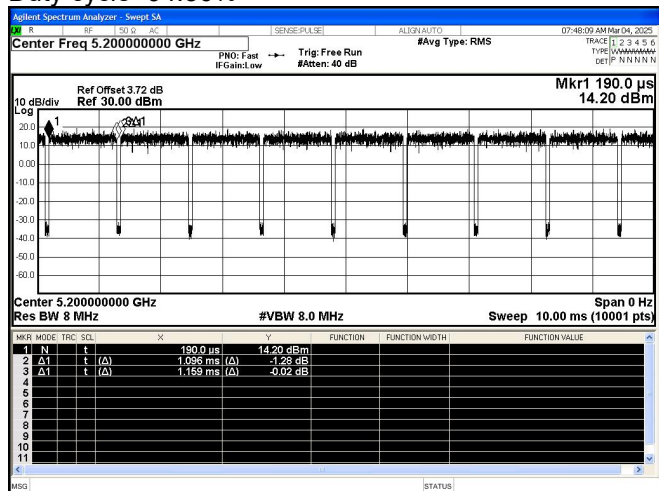 Agilent Spectrum Analyzer - Swept SA
LXI R RF 50 Ω AC SENSE:PULSE ALIGN AUTO 07:48:09 AM Mar 04, 2025
Center Freq 5.200000000 GHz #Avg Type: RMS TRACE 1 2 3 4 5 6
PNO: Fast Trig: Free Run TYPE WWWWWW
IFGain:Low #Atten: 40 dB DET P N N N N N
Mkr1 190.0 µs
Ref Offset 3.72 dB
10 dB/div Ref 30.00 dBm 14.20 dBm
Log
20.0
10.0
0.00
-10.0
-20.0
-30.0
-40.0
-50.0
-60.0
1
3Δ1
Center 5.200000000 GHz Span 0 Hz
Res BW 8 MHz #VBW 8.0 MHz Sweep 10.00 ms (10001 pts)
MKR MODE TRC SCL X Y FUNCTION FUNCTION WIDTH FUNCTION VALUE
1 N t 190.0 µs 14.20 dBm
2 Δ1 t (Δ) 1.096 ms (Δ) -1.28 dB
3 Δ1 t (Δ) 1.159 ms (Δ) -0.02 dB
4
5
6
7
8
9
10
11
MSG STATUS